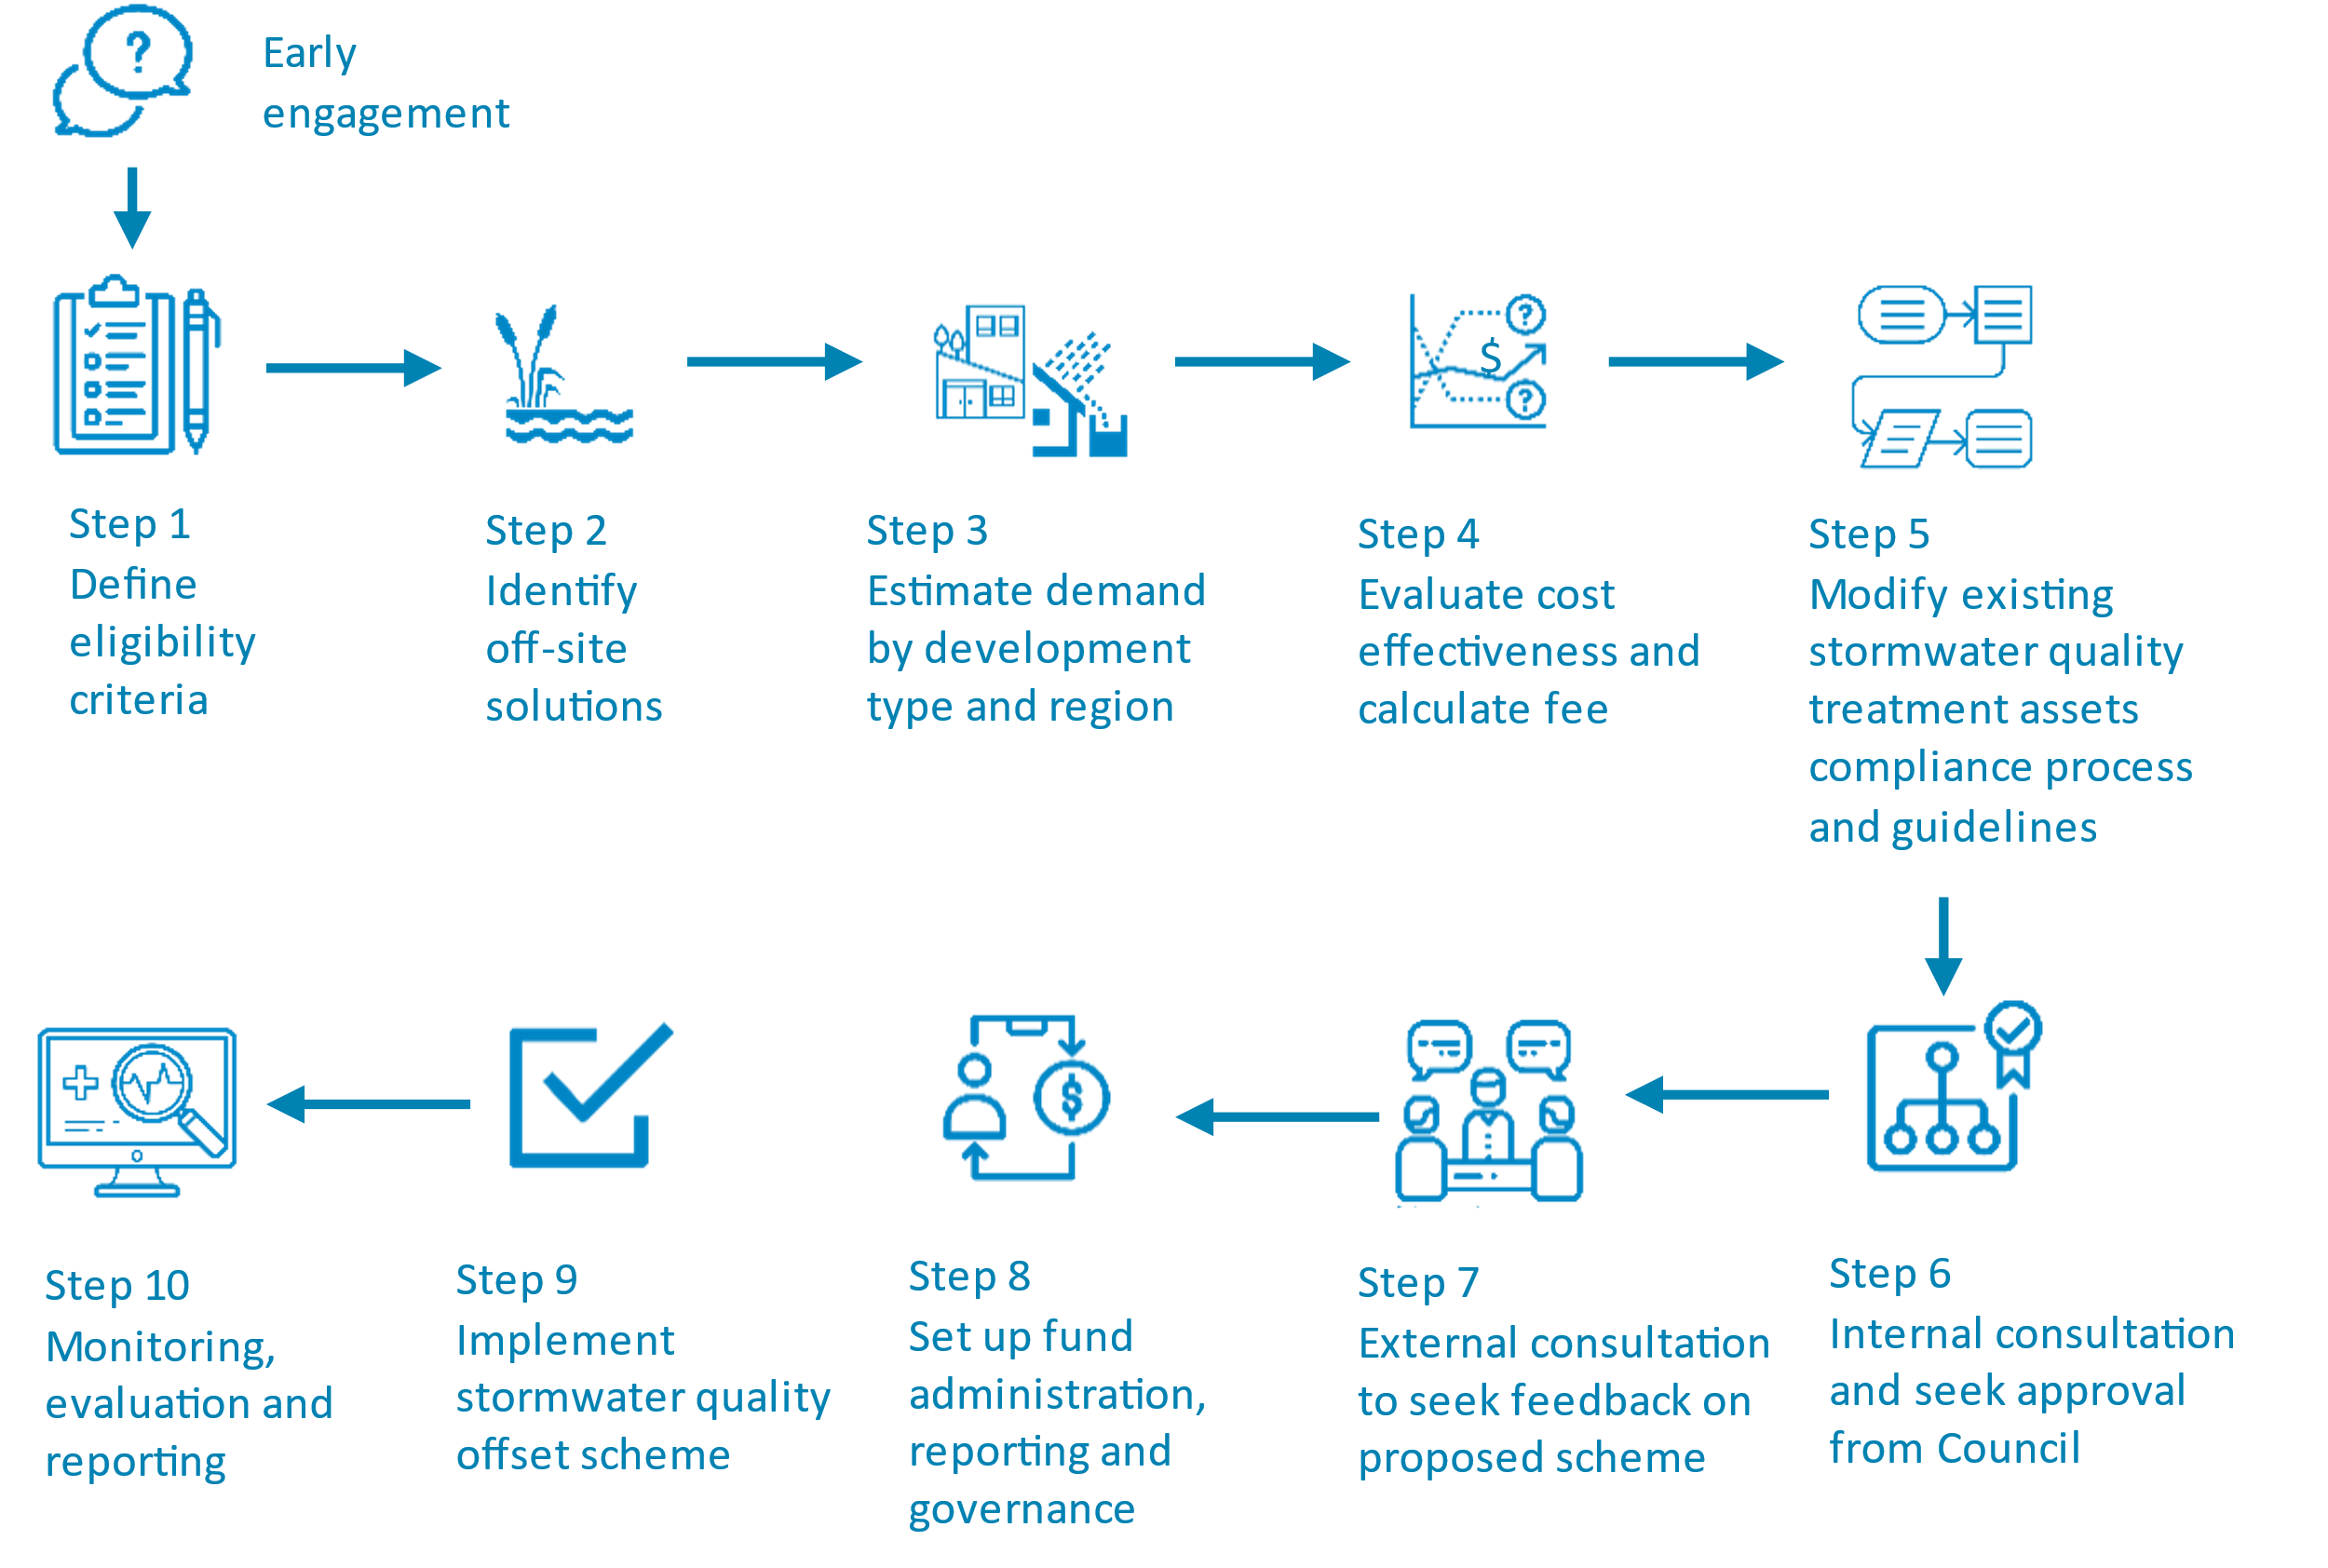 Early
engagement
Step 1
Define
eligibility
criteria
Step 2
Identify
off-site
solutions
Step 3
Estimate demand
by development
type and region
$
Step 4
Evaluate cost
effectiveness and
calculate fee
Step 5
Modify existing
stormwater quality
treatment assets
compliance process
and guidelines
Step 6
Internal consultation
and seek approval
from Council
Step 7
External consultation
to seek feedback on
proposed scheme
Step 8
Set up fund
administration,
reporting and
governance
Step 9
Implement
stormwater quality
offset scheme
Step 10
Monitoring,
evaluation and
reporting